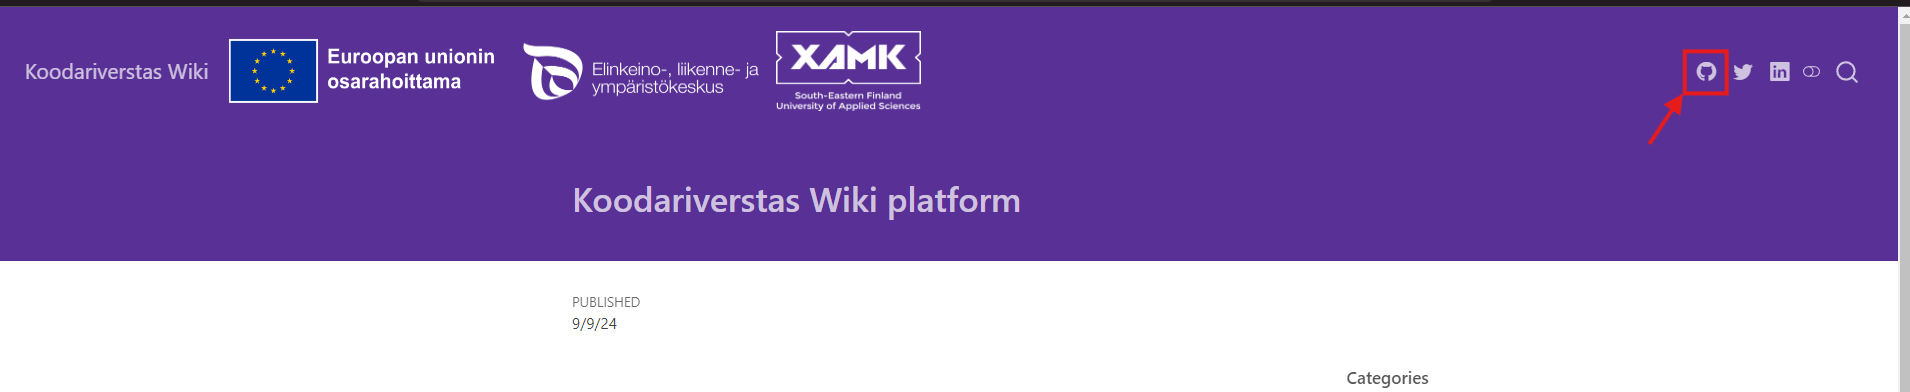 Koodariverstas Wiki
Euroopan unionin
osarahoittama
Elinkeino-, liikenne- ja
ympäristökeskus
XAMK
South-Eastern Finland
University of Applied Sciences
in
Koodariverstas Wiki platform
PUBLISHED
9/9/24
Categories